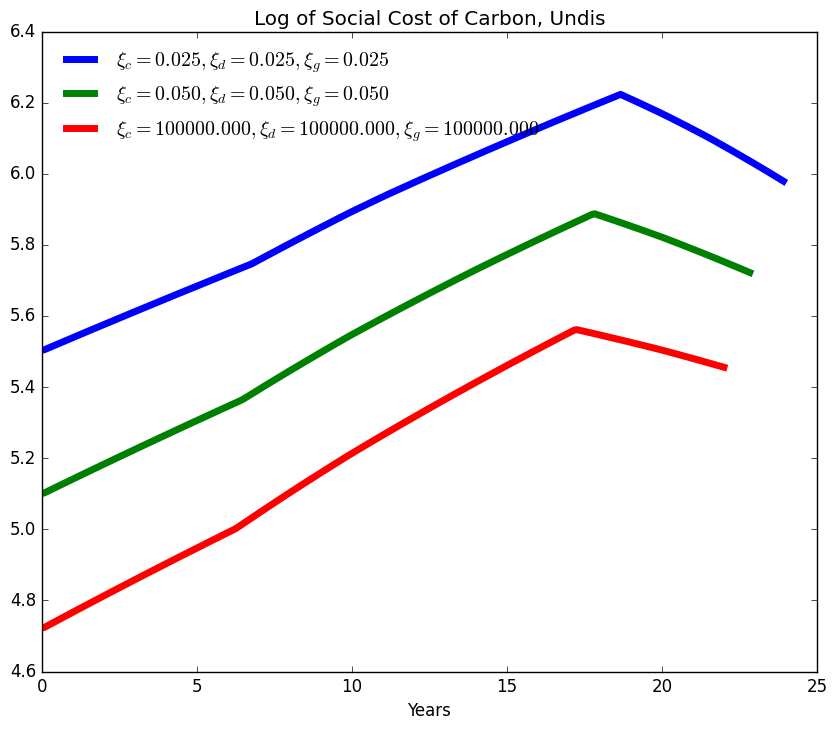 Log of Social Cost of Carbon, Undis
6.4
ξc = 0.025, ξd = 0.025, ξg = 0.025
ξc = 0.050, ξd = 0.050, ξg = 0.050
ξc = 100000.000, ξd = 100000.000, ξg = 100000.000
6.2
6.0
5.8
5.6
5.4
5.2
5.0
4.8
4.6
0 5 10 15 20 25
Years